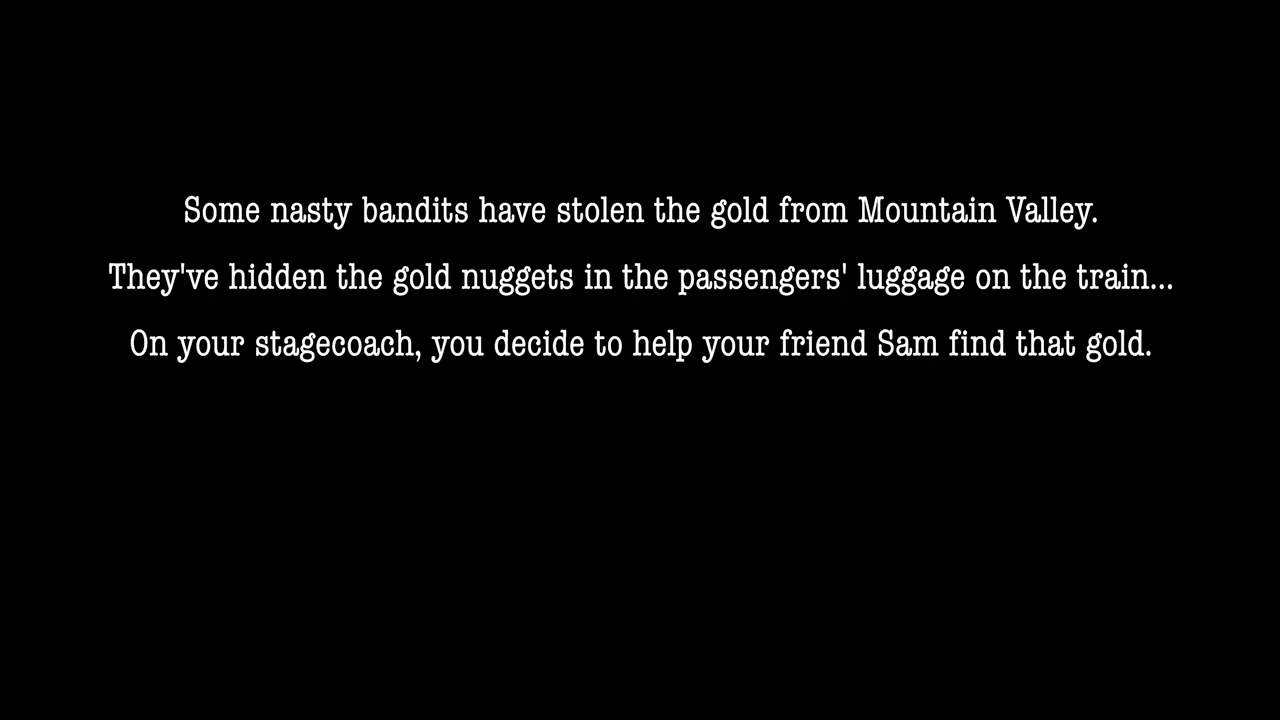 Some nasty bandits have stolen the gold from Mountain Valley.
They've hidden the gold nuggets in the passengers' luggage on the train...
On your stagecoach, you decide to help your friend Sam find that gold.